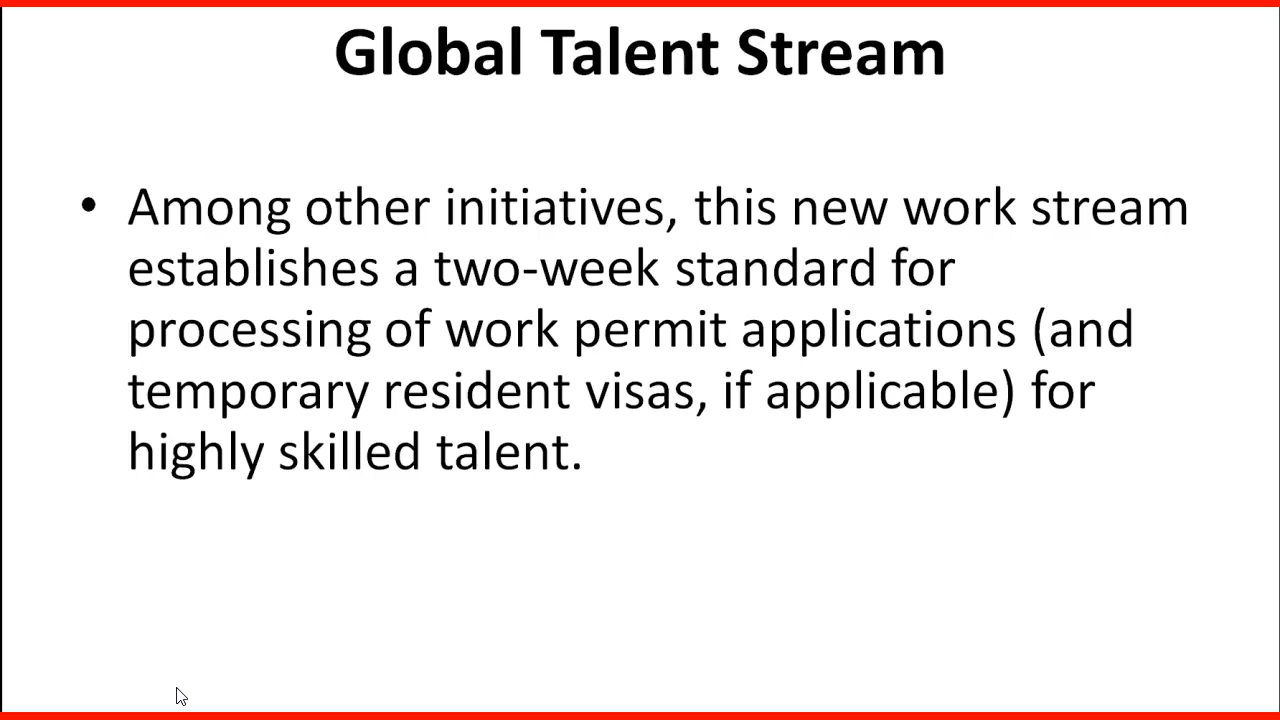 Global Talent Stream
• Among other initiatives, this new work stream
establishes a two-week standard for
processing of work permit applications (and
temporary resident visas, if applicable) for
highly skilled talent.